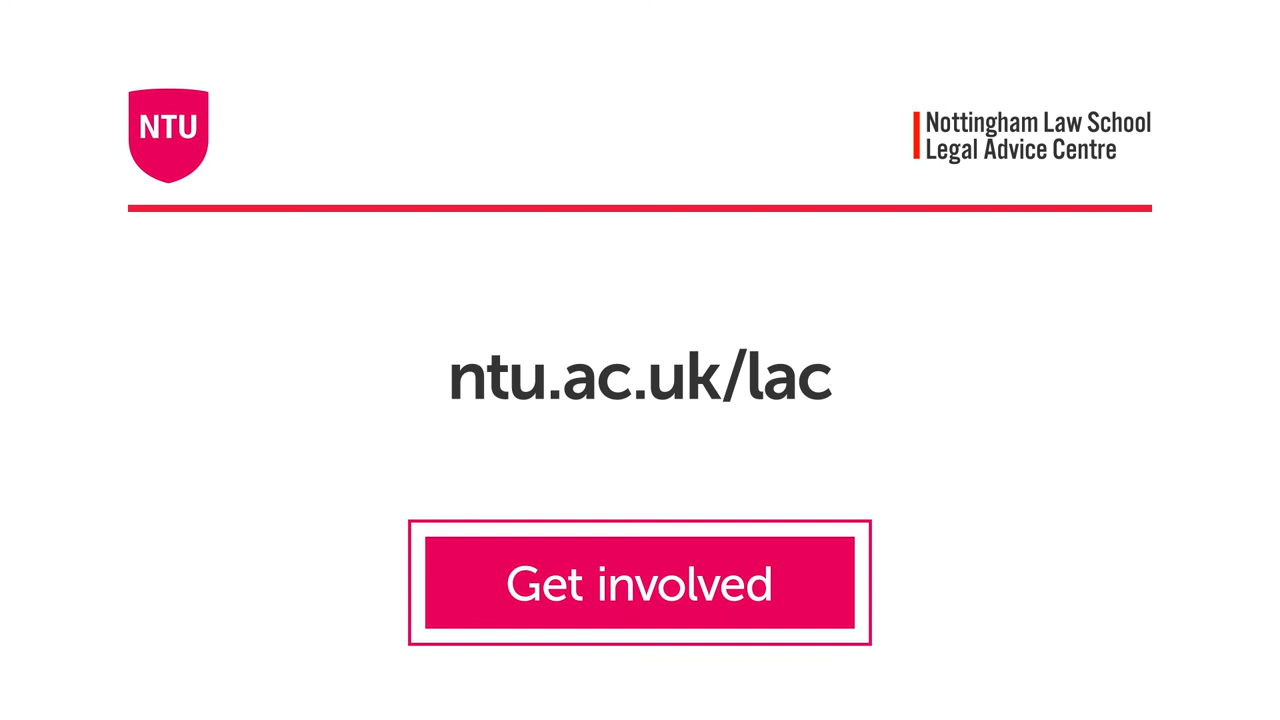 NTU
Nottingham Law School
Legal Advice Centre
ntu.ac.uk/lac
Get involved